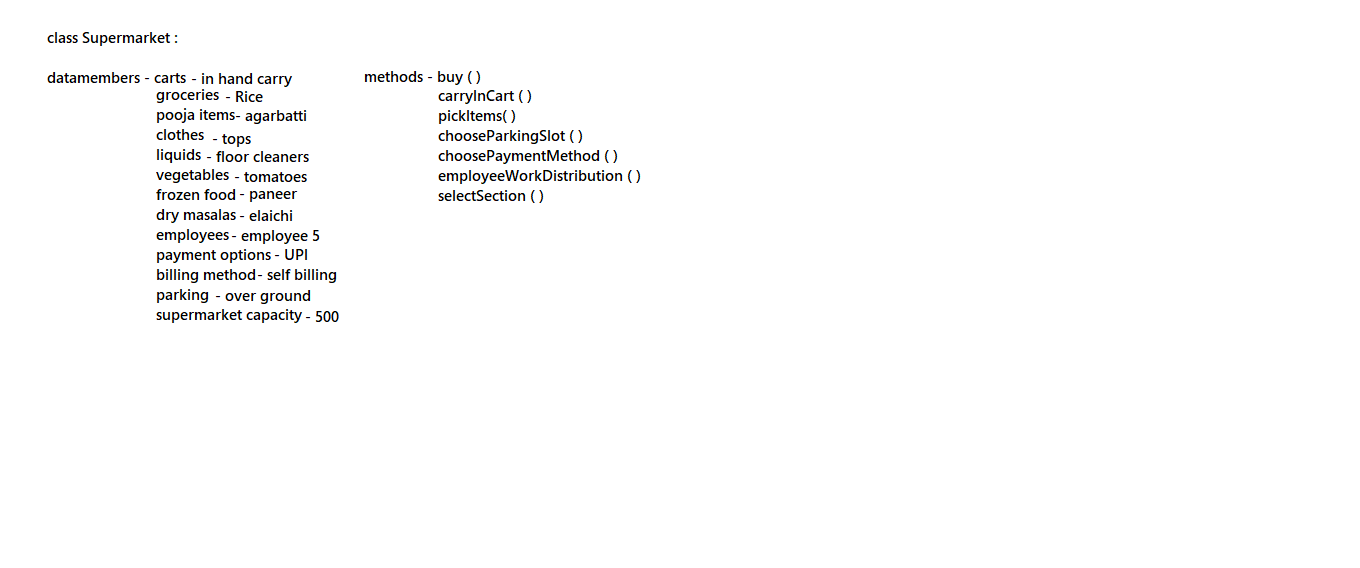 class Supermarket :
datamembers - carts - in hand carry
groceries - Rice
pooja items- agarbatti
clothes - tops
liquids - floor cleaners
vegetables - tomatoes
frozen food - paneer
dry masalas - elaichi
employees - employee 5
payment options - UPI
billing method - self billing
parking - over ground
supermarket capacity - 500
methods - buy ( )
carryInCart ( )
pickItems( )
chooseParkingSlot ( )
choosePaymentMethod ( )
employeeWorkDistribution ( )
selectSection ( )